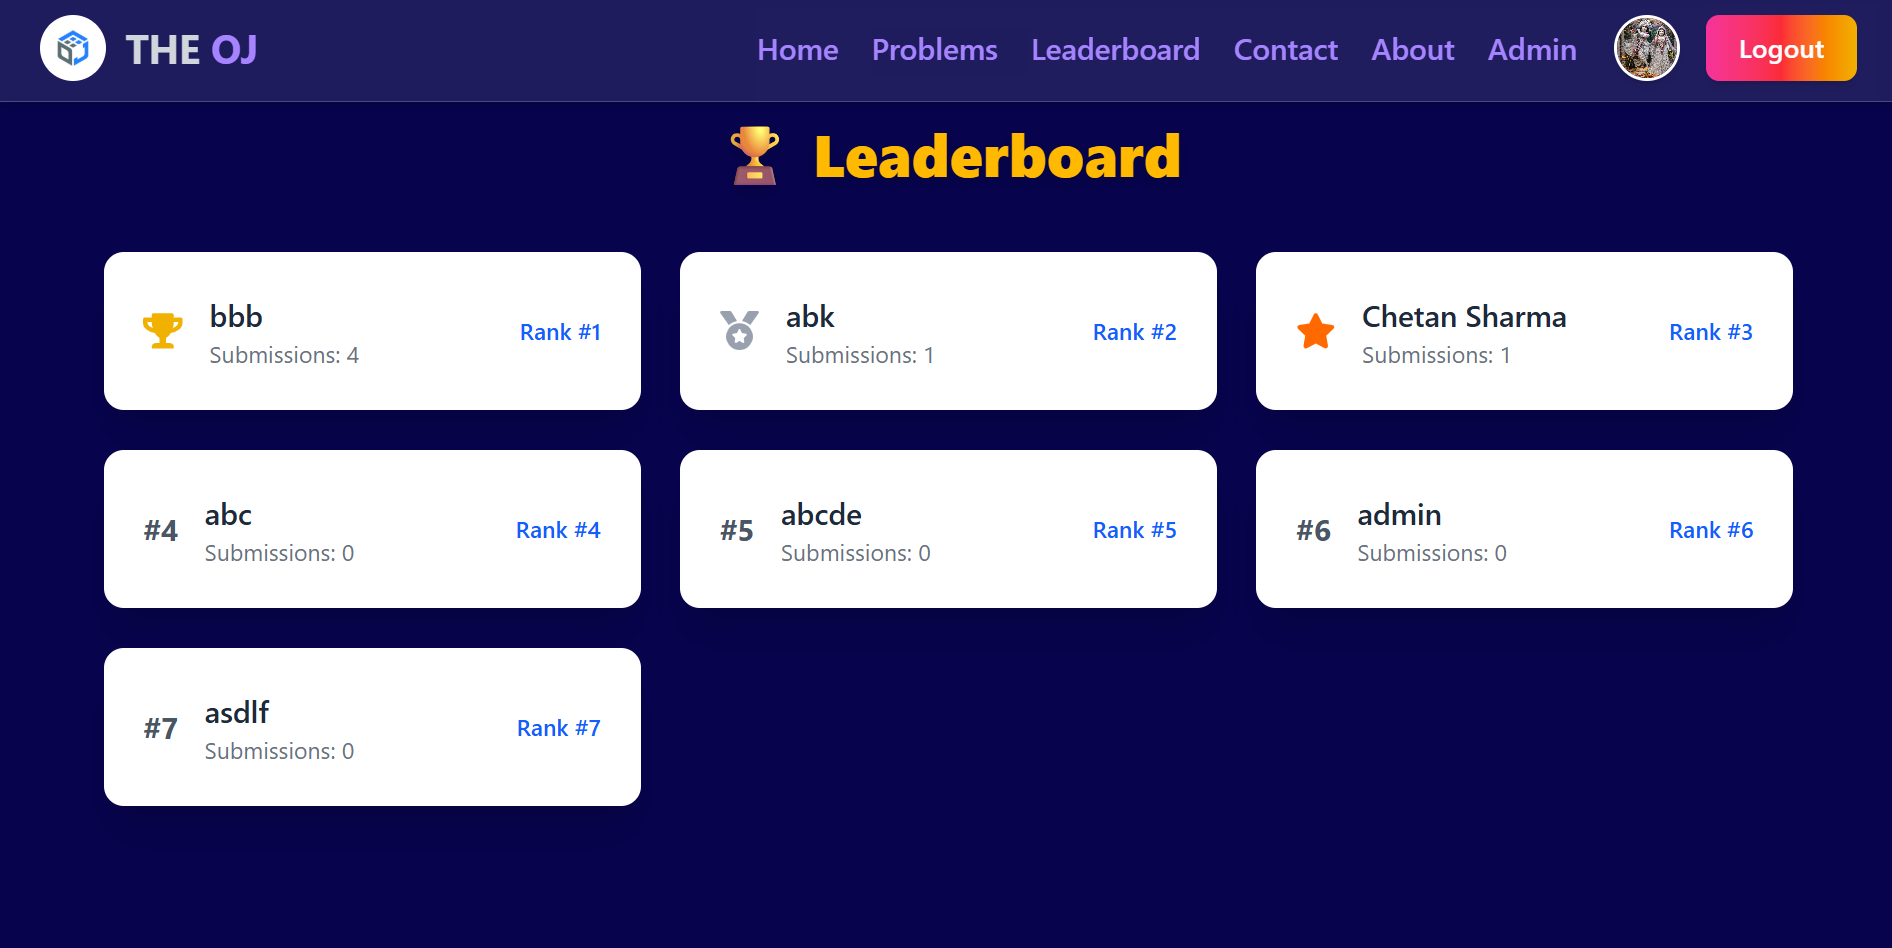 THE OJ
Home Problems Leaderboard Contact About Admin Logout
Leaderboard
bbb
Submissions: 4
Rank #1
abk
Submissions: 1
Rank #2
Chetan Sharma
Submissions: 1
Rank #3
#4
abc
Submissions: 0
Rank #4
#5
abcde
Submissions: 0
Rank #5
#6
admin
Submissions: 0
Rank #6
#7
asdlf
Submissions: 0
Rank #7